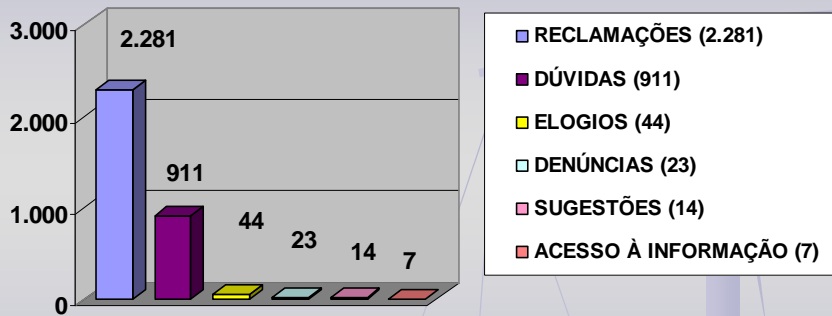 3.000
2.000
1.000
0
2.281
911
44
23
14
7
RECLAMAÇÕES (2.281)
DÚVIDAS (911)
ELOGIOS (44)
DENÚNCIAS (23)
SUGESTÕES (14)
ACESSO À INFORMAÇÃO (7)